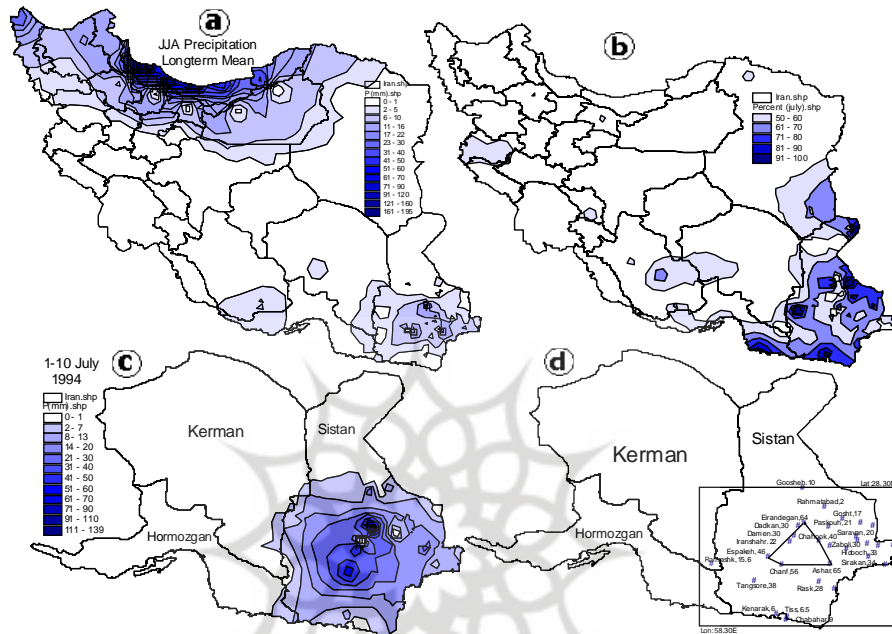 a
JJA Precipitation
Longterm Mean
Iran.shp
P(mm).shp
0 - 1
2 - 5
6 - 10
11 - 16
17 - 22
23 - 30
31 - 40
41 - 50
51 - 60
61 - 70
71 - 90
91 - 120
121 - 160
161 - 195
b
Iran.shp
Percent (july).shp
50 - 60
61 - 70
71 - 80
81 - 90
91 - 100
c
1-10 July
1994
Iran.shp
P(mm).shp
0 - 1
2 - 7
8 - 13
14 - 20
21 - 30
31 - 40
41 - 50
51 - 60
61 - 70
71 - 90
91 - 110
111 - 139
Kerman
Sistan
Hormozgan
d
Kerman
Sistan
Hormozgan
Goosheh,10
Lat:28.30
Rahmatabad,2
Eirandegan,64
Gosht,17
Dadkan,30
Paskouh,21
Damen,30
Saravan,20
Iranshahr,22
Chahook,40
Zaboli,30
Espakeh,46
Hiduch,33
15.6
Sirakan,34
Chanf,56
Ashar,65
Tangsore,38
Rask,28
Kenarak,6
Tiss,6.5
Chabahar,9
Lon:58.30E